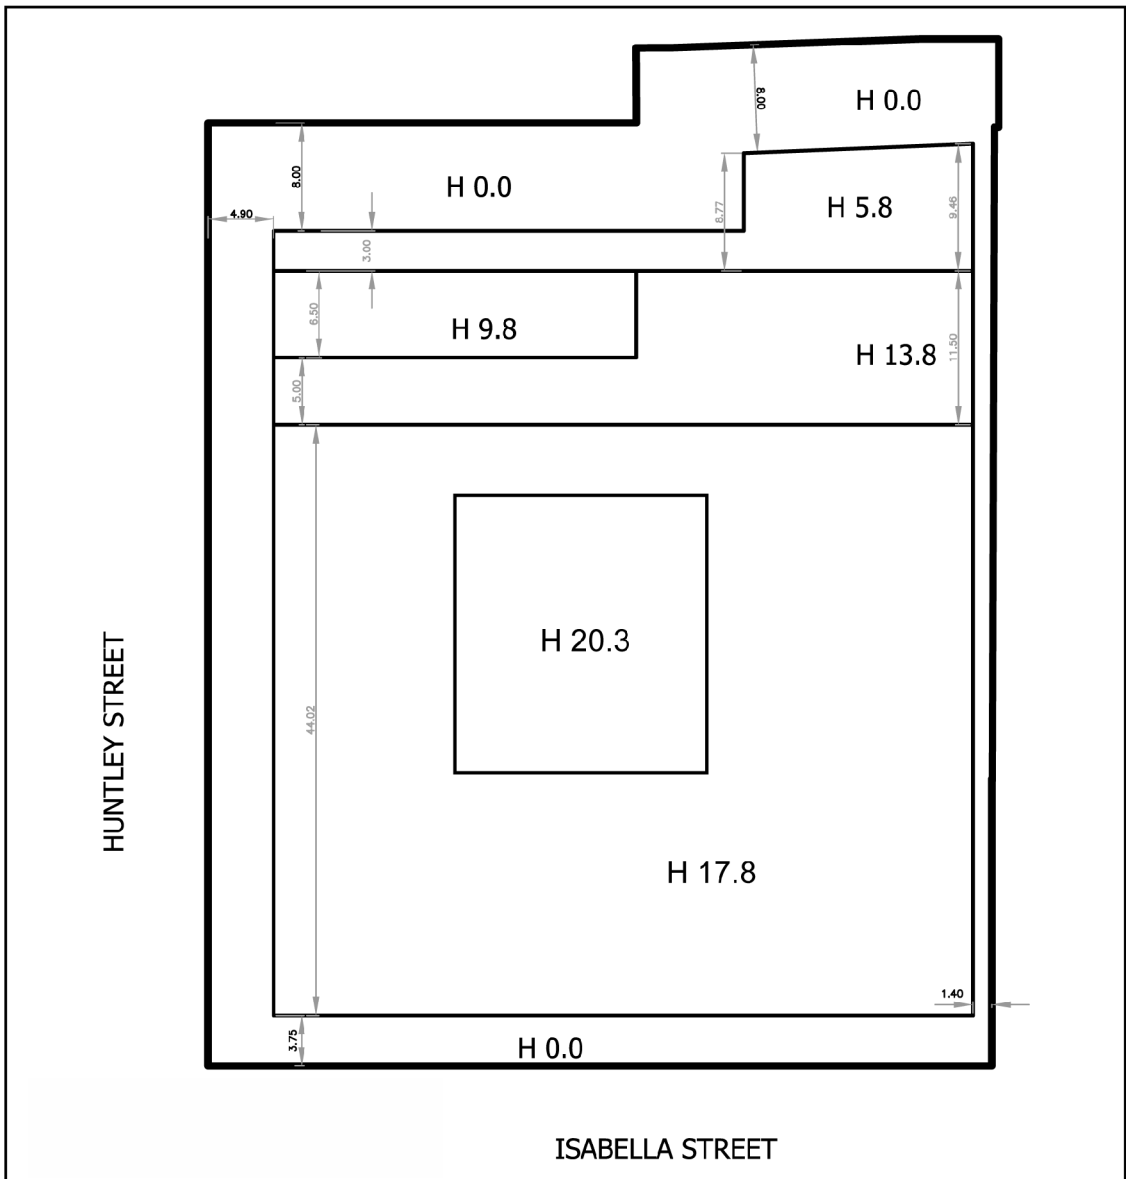 8.00
H 0.0
8.00
H 0.0
4.90
8.77
H 5.8
9.46
3.00
6.50
H 9.8
H 13.8
11.50
5.00
H 20.3
HUNTLEY STREET
44.02
H 17.8
1.40
3.75
H 0.0
ISABELLA STREET